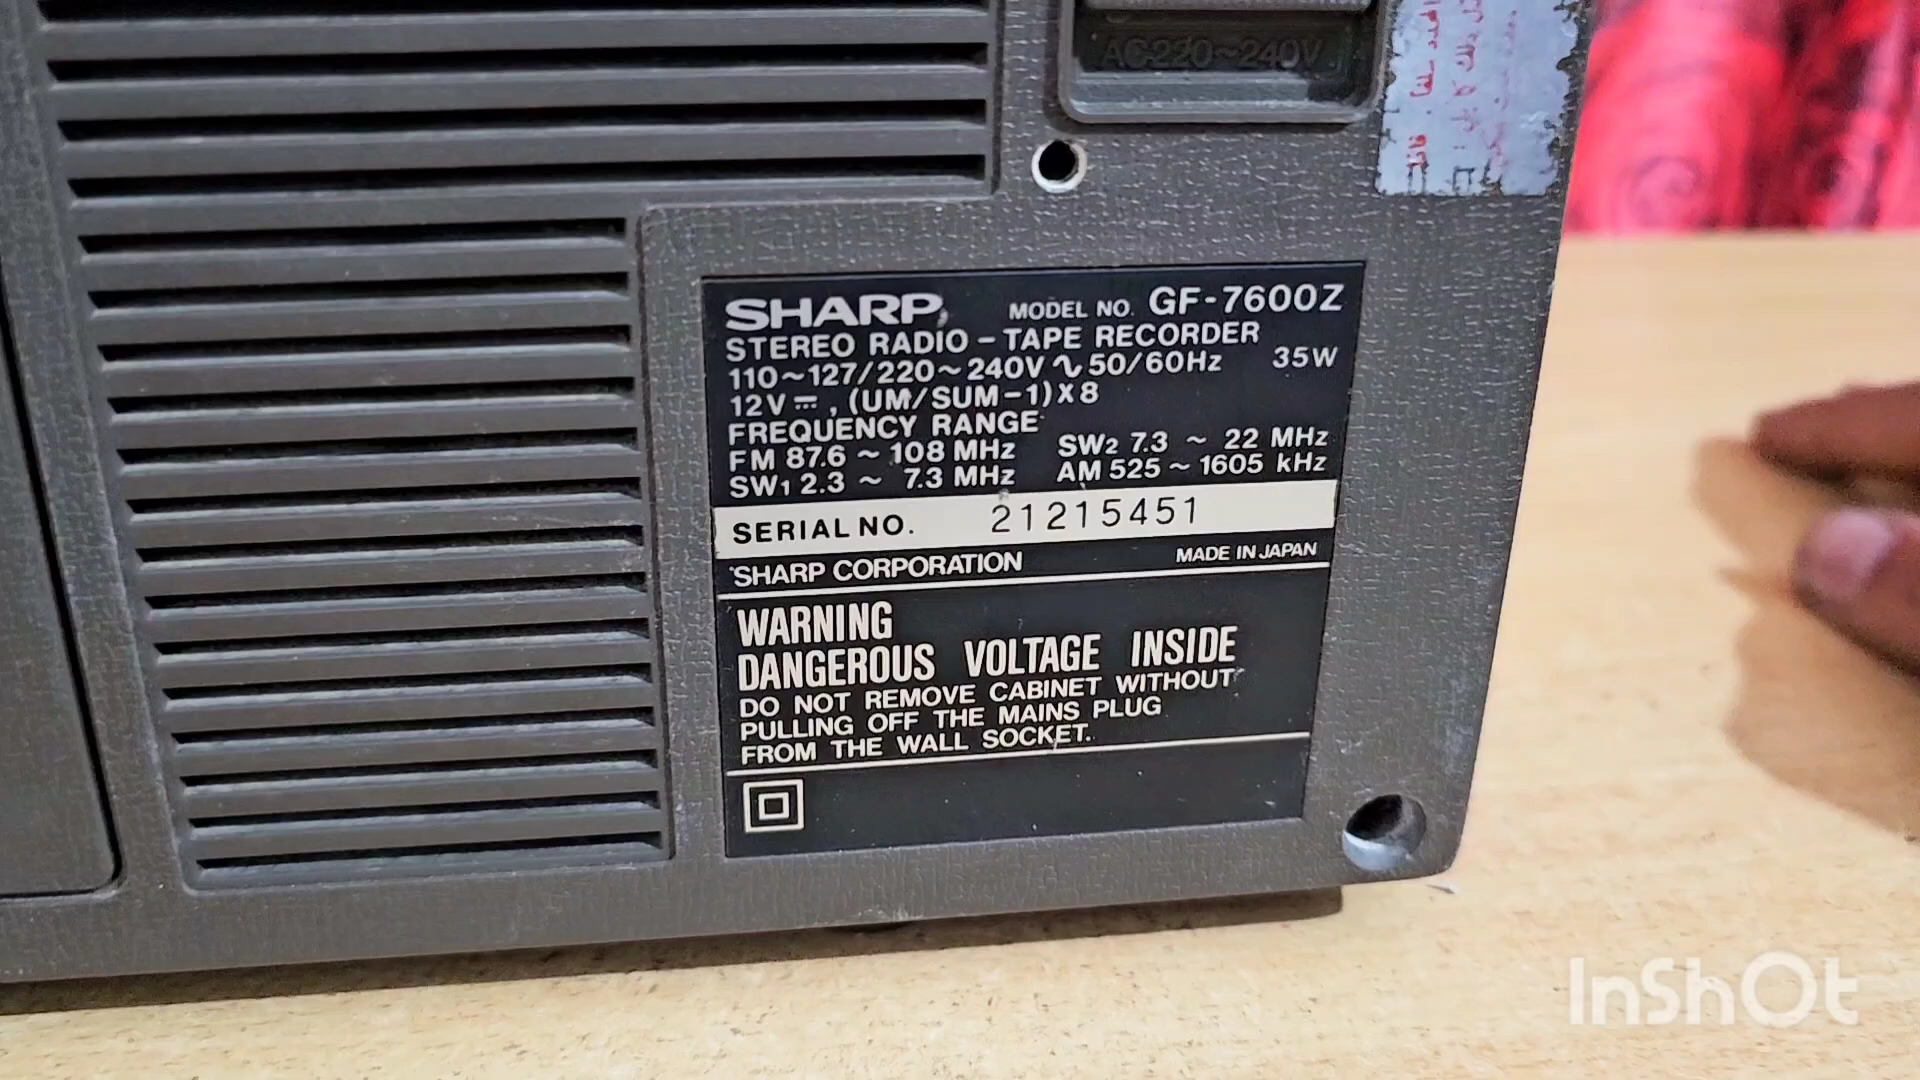 AC220~240V
SHARP MODEL NO. GF-7600Z
STEREO RADIO-TAPE RECORDER
110~127/220~240V∿50/60Hz 35W
12V⎓, (UM/SUM-1)X8
FREQUENCY RANGE
FM 87.6 ~ 108 MHz SW2 7.3 ~ 22 MHz
SW1 2.3 ~ 7.3 MHz AM 525 ~ 1605 kHz
SERIAL NO. 21215451
SHARP CORPORATION MADE IN JAPAN
WARNING
DANGEROUS VOLTAGE INSIDE
DO NOT REMOVE CABINET WITHOUT
PULLING OFF THE MAINS PLUG
FROM THE WALL SOCKET.
InShOt